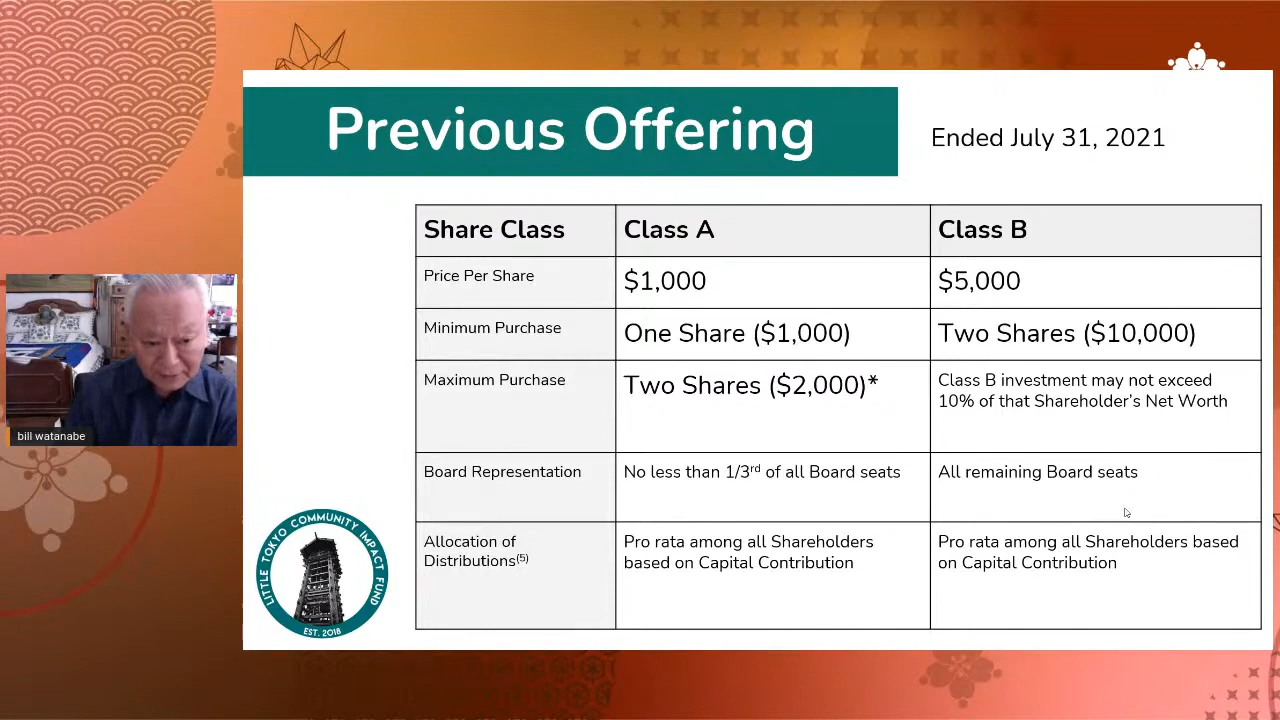 Previous Offering
Ended July 31, 2021
Share Class
Class A
Class B
Price Per Share
$1,000
$5,000
Minimum Purchase
One Share ($1,000)
Two Shares ($10,000)
Maximum Purchase
Two Shares ($2,000)*
Class B investment may not exceed
10% of that Shareholder's Net Worth
Board Representation
No less than 1/3rd of all Board seats
All remaining Board seats
Allocation of
Distributions(5)
Pro rata among all Shareholders
based on Capital Contribution
Pro rata among all Shareholders based
on Capital Contribution
bill watanabe
LITTLE TOKYO COMMUNITY IMPACT FUND
EST. 2018